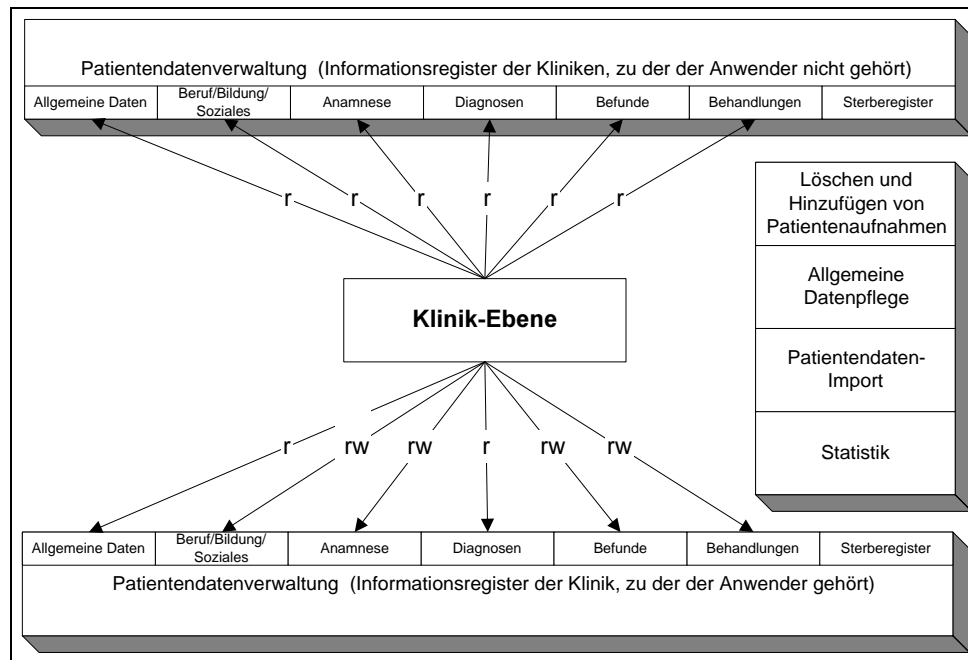 Patientendatenverwaltung (Informationsregister der Kliniken, zu der der Anwender nicht gehört)
Allgemeine Daten
Beruf/Bildung/
Soziales
Anamnese
Diagnosen
Befunde
Behandlungen
Sterberegister
r
r
r
r
r
r
Löschen und
Hinzufügen von
Patientenaufnahmen
Allgemeine
Datenpflege
Patientendaten-
Import
Statistik
Klinik-Ebene
r
rw
rw
r
rw
rw
Allgemeine Daten
Beruf/Bildung/
Soziales
Anamnese
Diagnosen
Befunde
Behandlungen
Sterberegister
Patientendatenverwaltung (Informationsregister der Klinik, zu der der Anwender gehört)